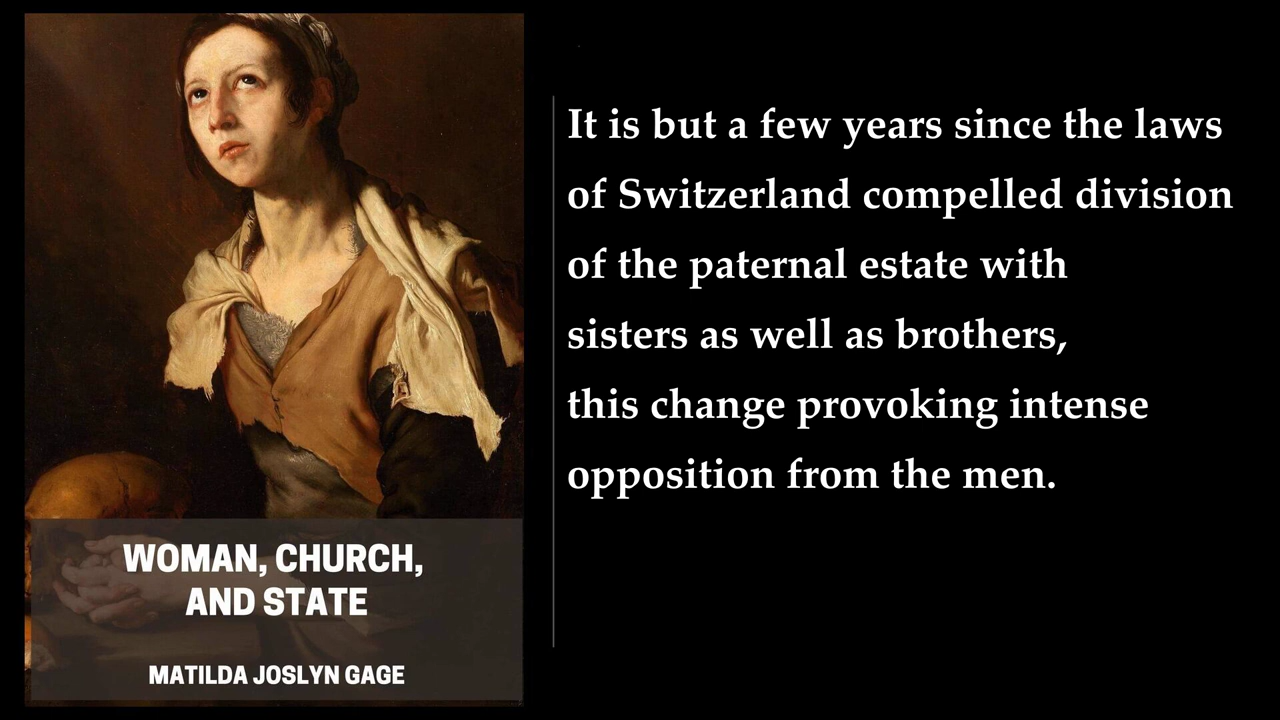 It is but a few years since the laws
of Switzerland compelled division
of the paternal estate with
sisters as well as brothers,
this change provoking intense
opposition from the men.
WOMAN, CHURCH,
AND STATE
MATILDA JOSLYN GAGE